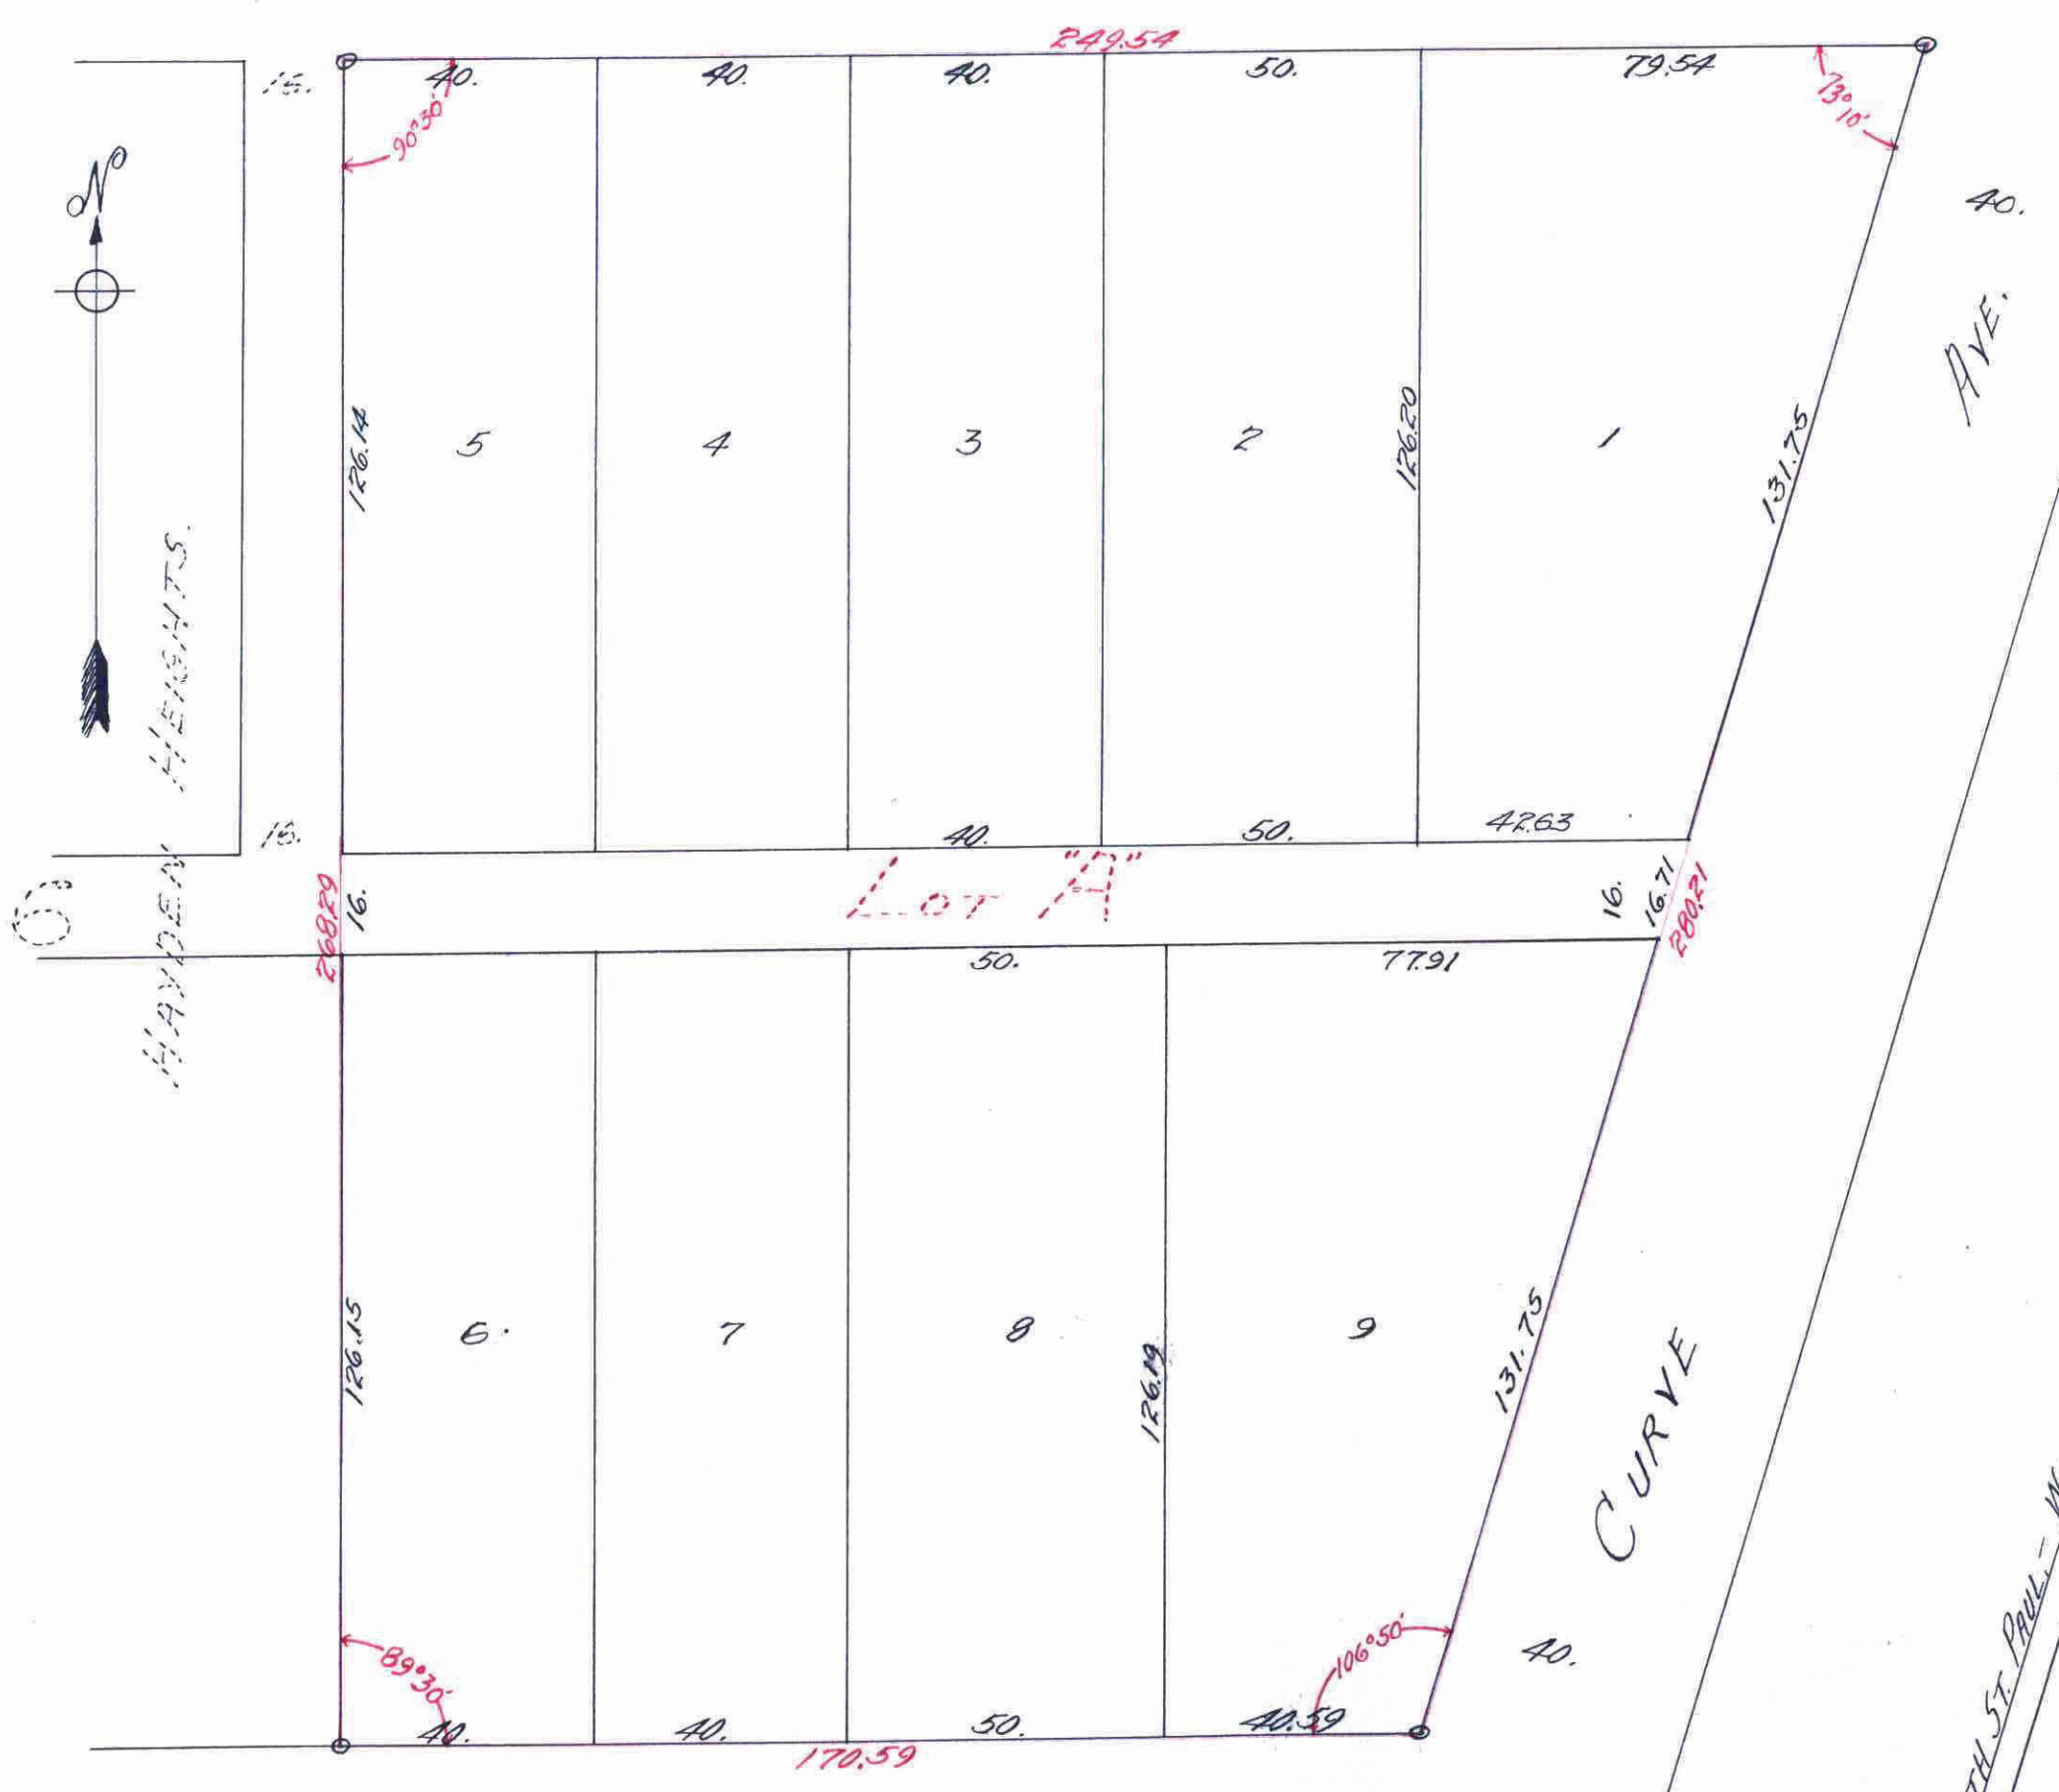 249.54
15. 40. 40. 40. 50. 79.54
90°30'
73°10'
N
40.
AVE.
126.14
5 4 3 2 126.20 1
131.75
HAYDEN HEIGHTS.
15. 40. 50. 42.63
268.29
16.
LOT "A"
16.
16.71
280.21
6
50. 77.91
126.15
6. 7 8 126.19 9
131.75
CURVE
89°30'
106°50'
40.
40. 40. 50. 40.59
170.59
ST. PAUL.-